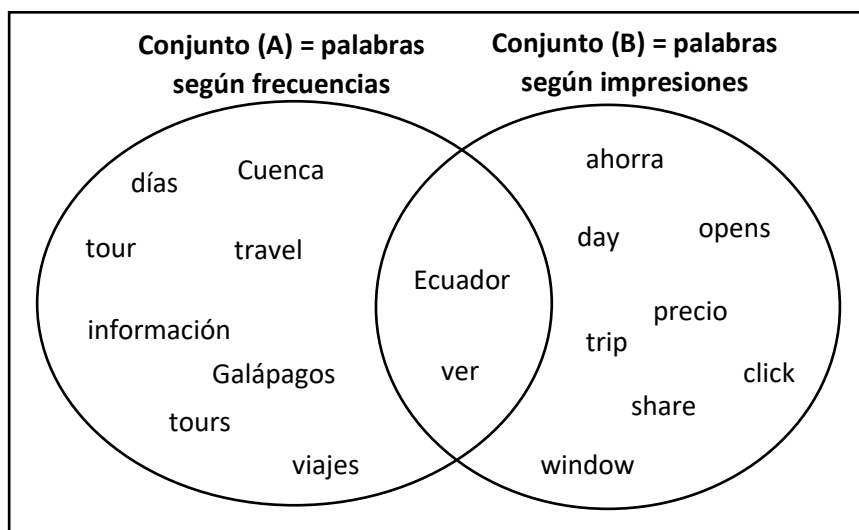 Conjunto (A) = palabras
según frecuencias
Conjunto (B) = palabras
según impresiones
días
Cuenca
tour
travel
información
Galápagos
tours
viajes
Ecuador
ver
ahorra
day
opens
precio
trip
click
share
window